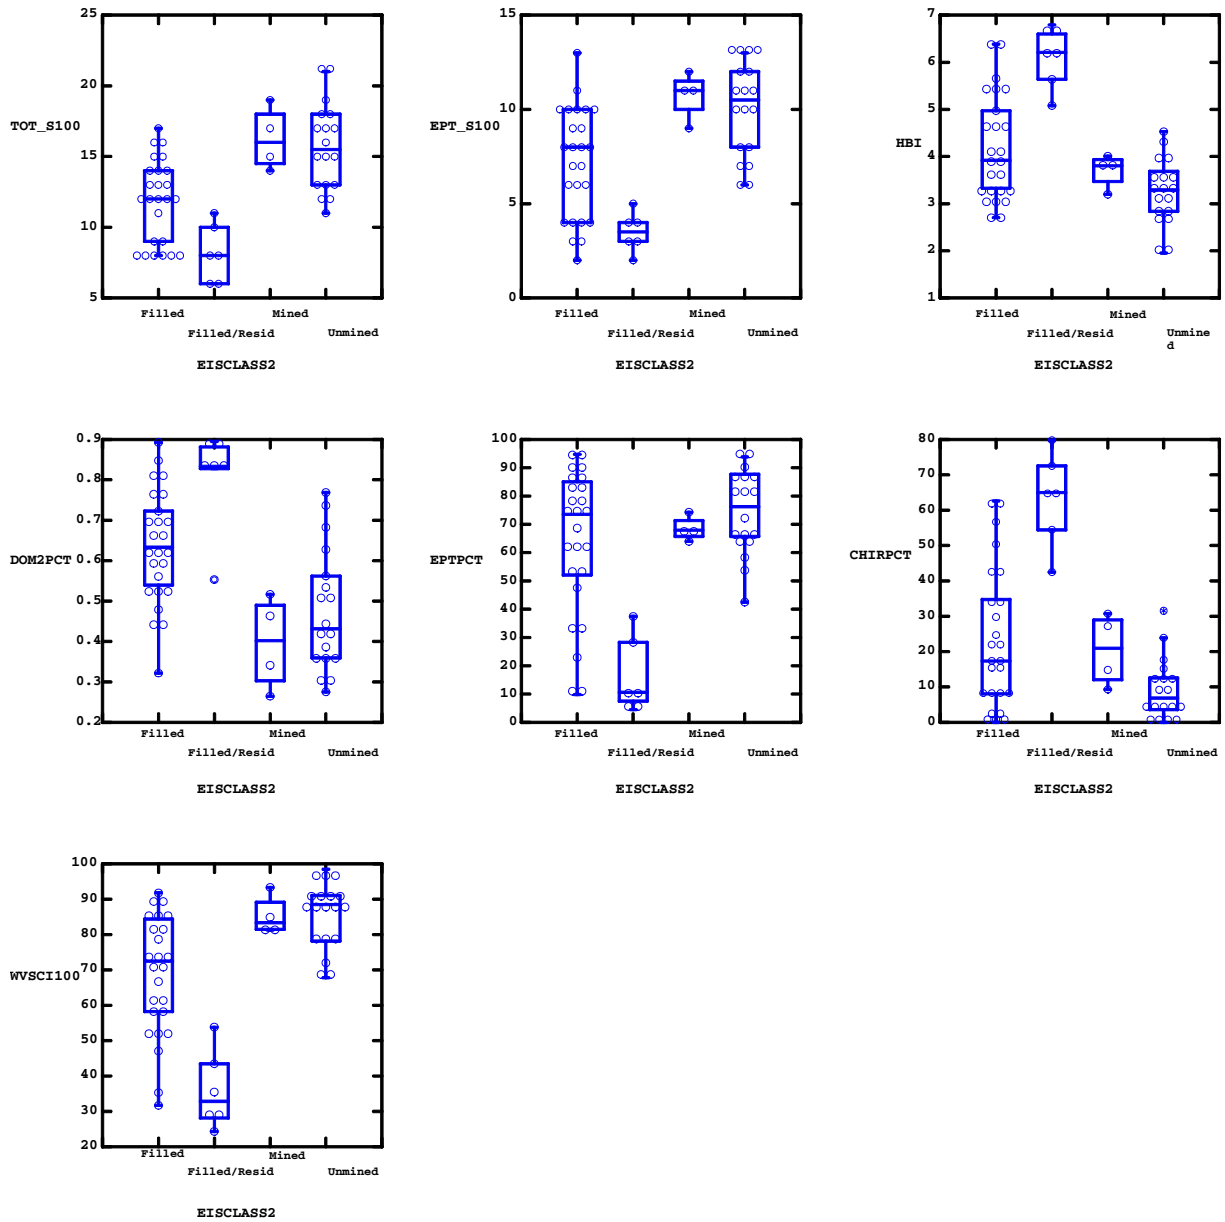 25
20
TOT_S100
15
10
5
Filled Mined
Filled/Resid Unmined
EISCLASS2
15
EPT_S100
10
5
0
Filled Mined
Filled/Resid Unmined
EISCLASS2
7
6
5
HBI
4
3
2
1
Filled Mined
Filled/Resid Unmine
d
EISCLASS2
0.9
0.8
0.7
DOM2PCT
0.6
0.5
0.4
0.3
0.2
Filled Mined
Filled/Resid Unmined
EISCLASS2
100
90
80
70
EPTPCT
60
50
40
30
20
10
0
Filled Mined
Filled/Resid Unmined
EISCLASS2
80
70
60
50
CHIRPCT
40
30
20
10
0
Filled Mined
Filled/Resid Unmined
EISCLASS2
100
90
80
70
WVSCI100
60
50
40
30
20
Filled Mined
Filled/Resid Unmined
EISCLASS2